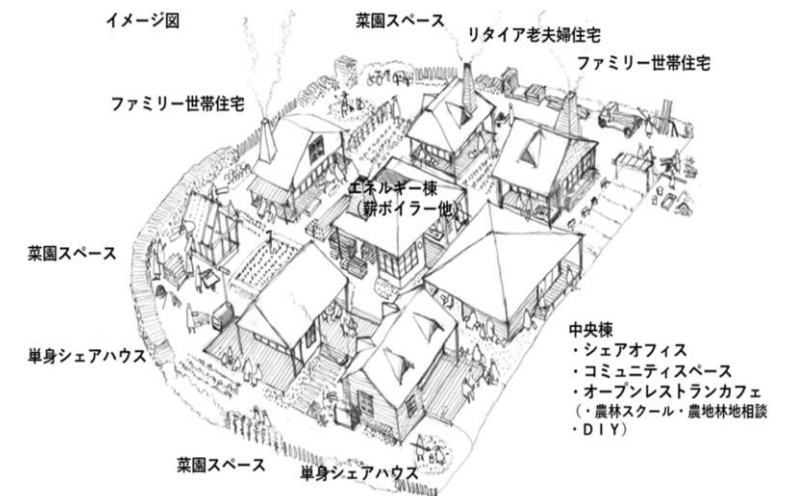 イメージ図
菜園スペース
リタイア老夫婦住宅
ファミリー世帯住宅
ファミリー世帯住宅
エネルギー棟
（薪ボイラー他）
菜園スペース
単身シェアハウス
中央棟
・シェアオフィス
・コミュニティスペース
・オープンレストランカフェ
（・農林スクール・農地林地相談
・ＤＩＹ）
菜園スペース
単身シェアハウス